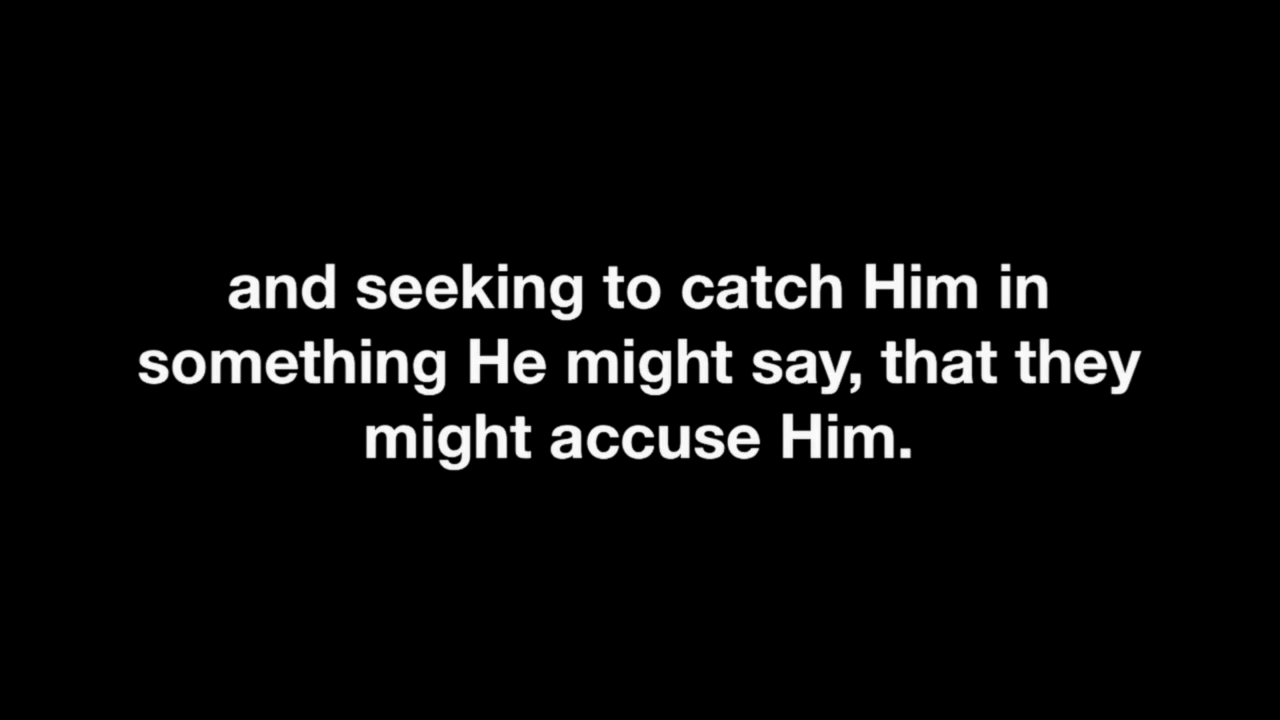 and seeking to catch Him in
something He might say, that they
might accuse Him.